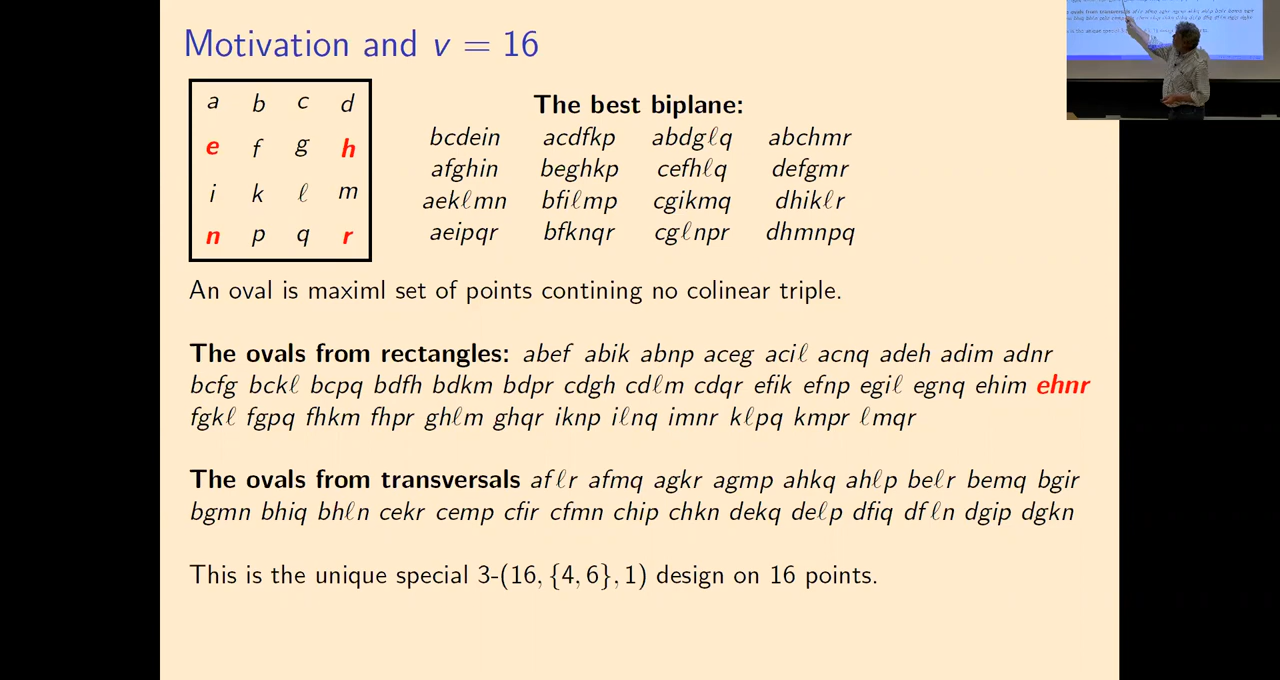 Motivation and v = 16
a b c d
e f g h
i k ℓ m
n p q r
The best biplane:
bcdein acdfkp abdgℓq abchmr
afghin beghkp cefhℓq defgmr
aekℓmn bfiℓmp cgikmq dhikℓr
aeipqr bfknqr cgℓnpr dhmnpq
An oval is maximl set of points contining no colinear triple.
The ovals from rectangles: abef abik abnp aceg aciℓ acnq adeh adim adnr
bcfg bckℓ bcpq bdfh bdkm bdpr cdgh cdℓm cdqr efik efnp egiℓ egnq ehim ehnr
fgkℓ fgpq fhkm fhpr ghℓm ghqr iknp iℓnq imnr kℓpq kmpr ℓmqr
The ovals from transversals afℓr afmq agkr agmp ahkq ahℓp beℓr bemq bgir
bgmn bhiq bhℓn cekr cemp cfir cfmn chip chkn dekq deℓp dfiq dfℓn dgip dgkn
This is the unique special 3-(16, {4, 6}, 1) design on 16 points.